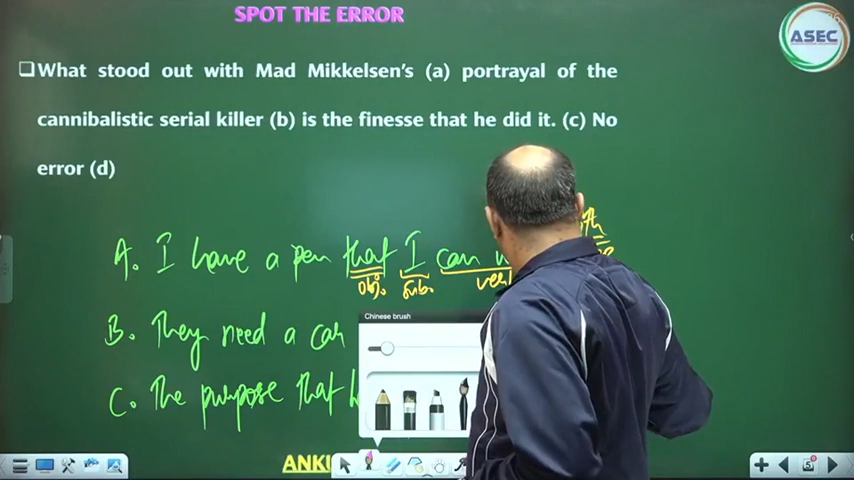 SPOT THE ERROR
ASEC
❑What stood out with Mad Mikkelsen's (a) portrayal of the
cannibalistic serial killer (b) is the finesse that he did it. (c) No
error (d)
A. I have a pen that I can
obj. sub. verb
B. They need a car
Chinese brush
C. The purpose that